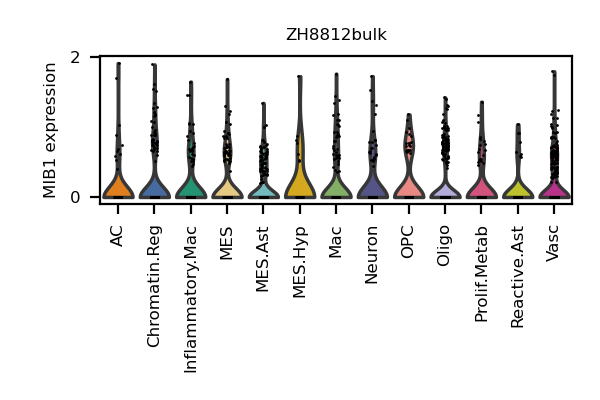 ZH8812bulk
MIB1 expression
2
0
AC
Chromatin.Reg
Inflammatory.Mac
MES
MES.Ast
MES.Hyp
Mac
Neuron
OPC
Oligo
Prolif.Metab
Reactive.Ast
Vasc